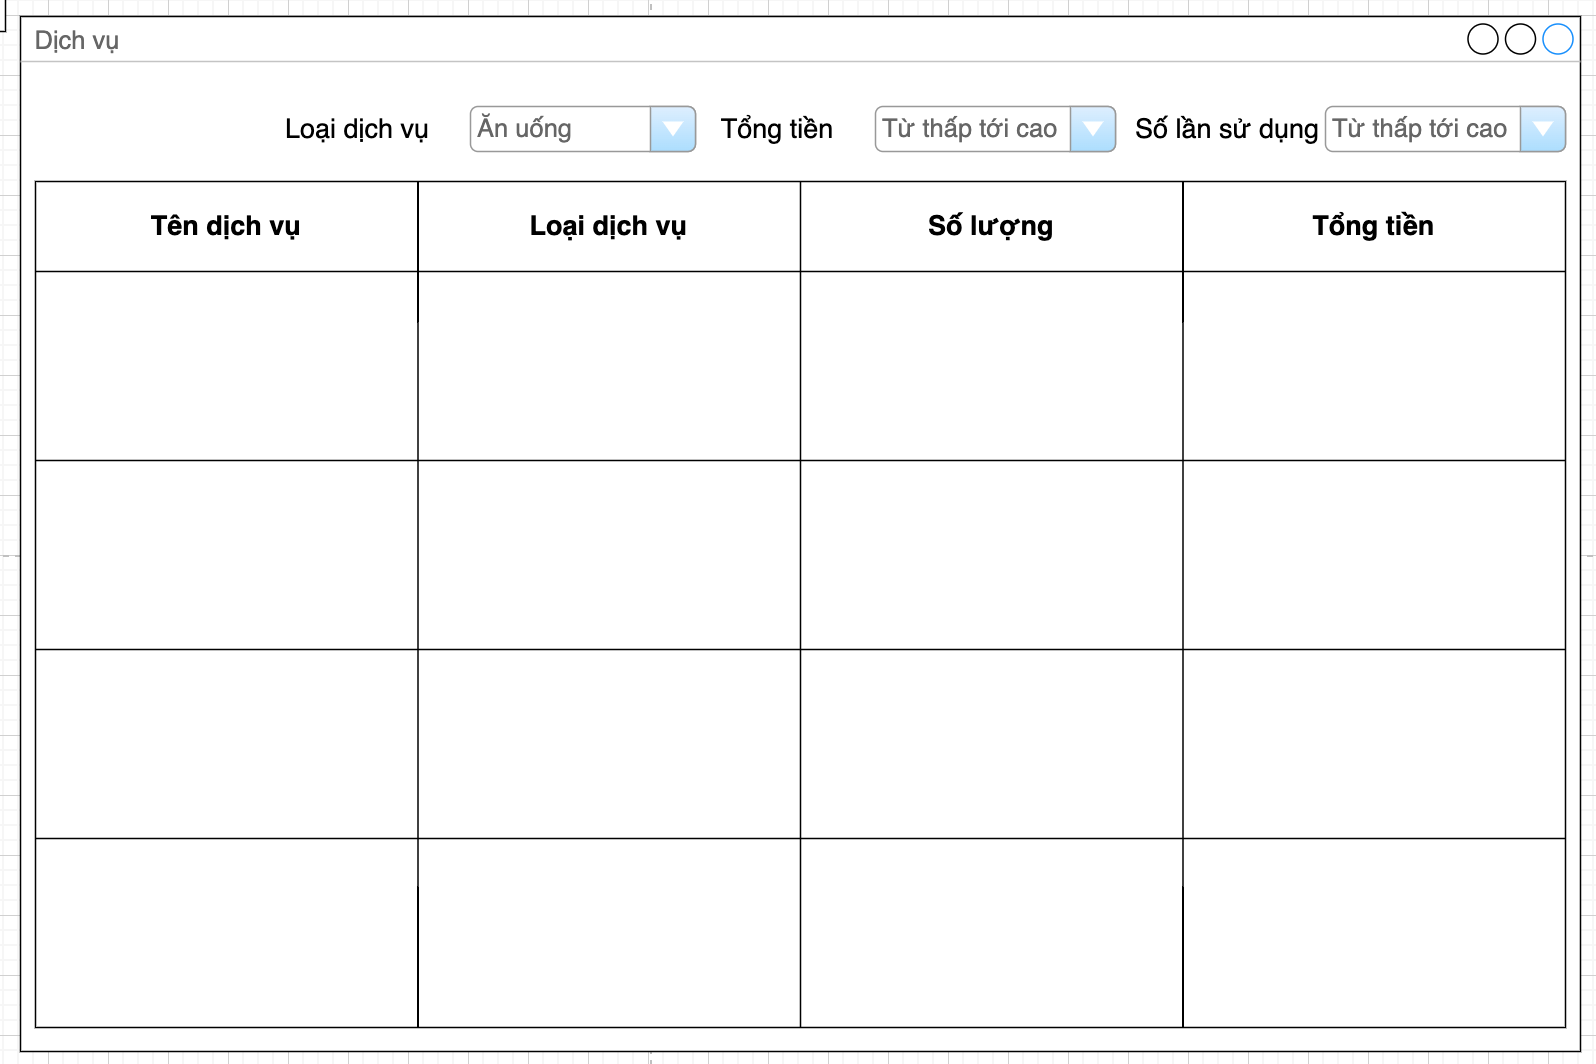 Dịch vụ
Loại dịch vụ Ăn uống Tổng tiền Từ thấp tới cao Số lần sử dụng Từ thấp tới cao
Tên dịch vụ Loại dịch vụ Số lượng Tổng tiền